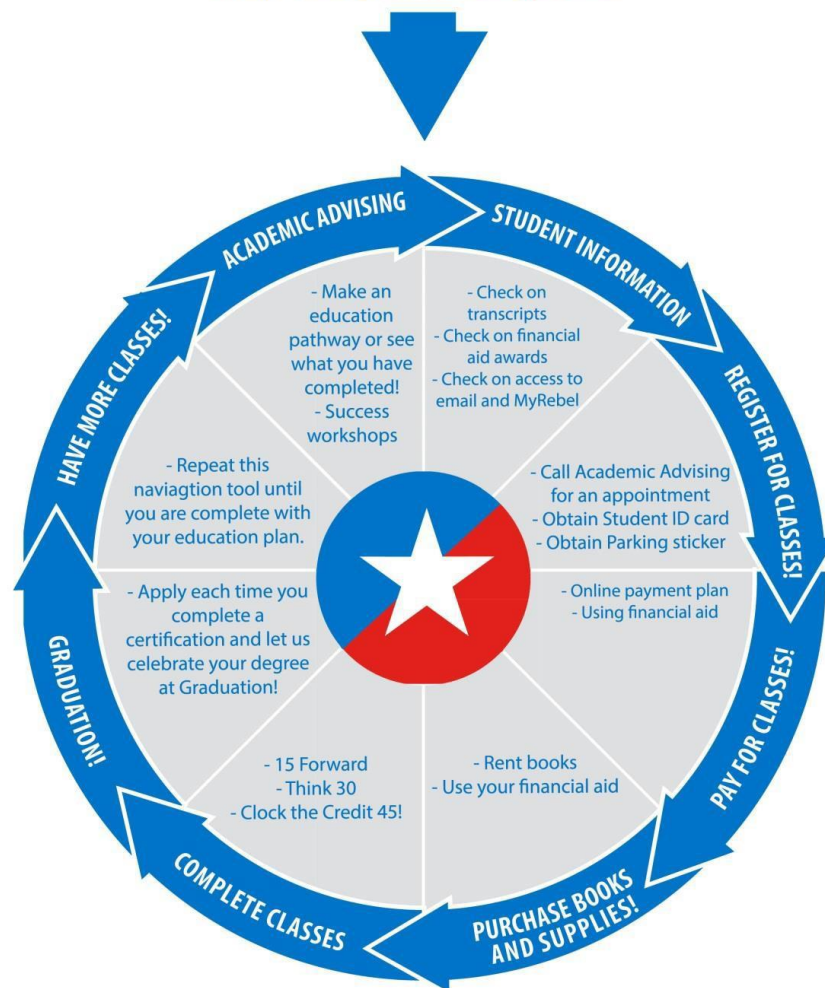 STUDENT INFORMATION
- Check on
transcripts
- Check on financial
aid awards
- Check on access to
email and MyRebel
REGISTER FOR CLASSES!
- Call Academic Advising
for an appointment
- Obtain Student ID card
- Obtain Parking sticker
PAY FOR CLASSES!
- Online payment plan
- Using financial aid
PURCHASE BOOKS
AND SUPPLIES!
- Rent books
- Use your financial aid
COMPLETE CLASSES
- 15 Forward
- Think 30
- Clock the Credit 45!
GRADUATION!
- Apply each time you
complete a
certification and let us
celebrate your degree
at Graduation!
HAVE MORE CLASSES!
- Repeat this
naviagtion tool until
you are complete with
your education plan.
ACADEMIC ADVISING
- Make an
education
pathway or see
what you have
completed!
- Success
workshops